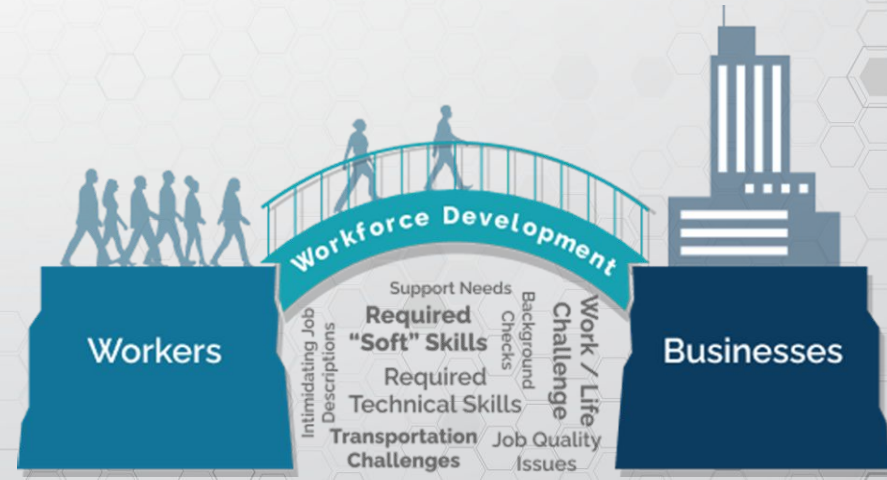 Workforce Development
Workers
Support Needs
Required
“Soft” Skills
Required
Technical Skills
Transportation
Challenges
Intimidating Job
Descriptions
Background
Checks
Work / Life
Challenge
Job Quality
Issues
Businesses